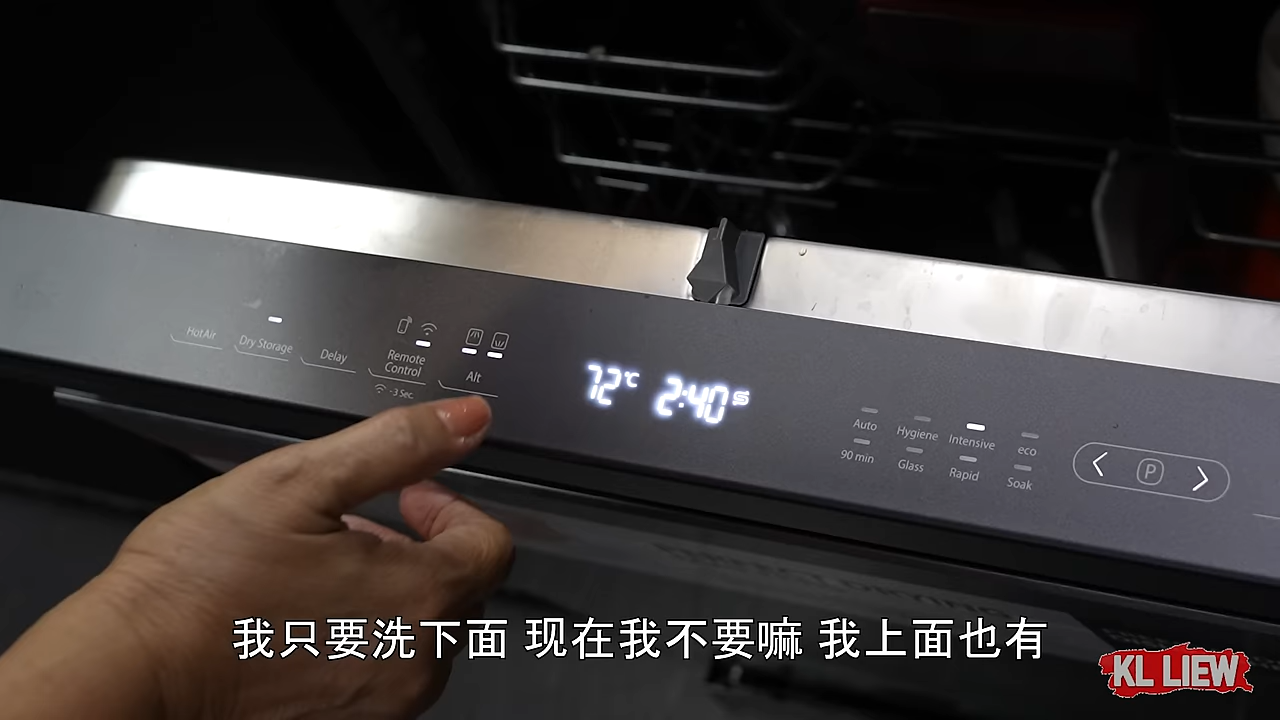 HotAir
Dry Storage
Delay
Remote
Control
~3 Sec.
Alt
72°C 2:40
Auto
Hygiene
Intensive
eco
90 min
Glass
Rapid
Soak
P
我只要洗下面 现在我不要嘛 我上面也有
KL LIEW